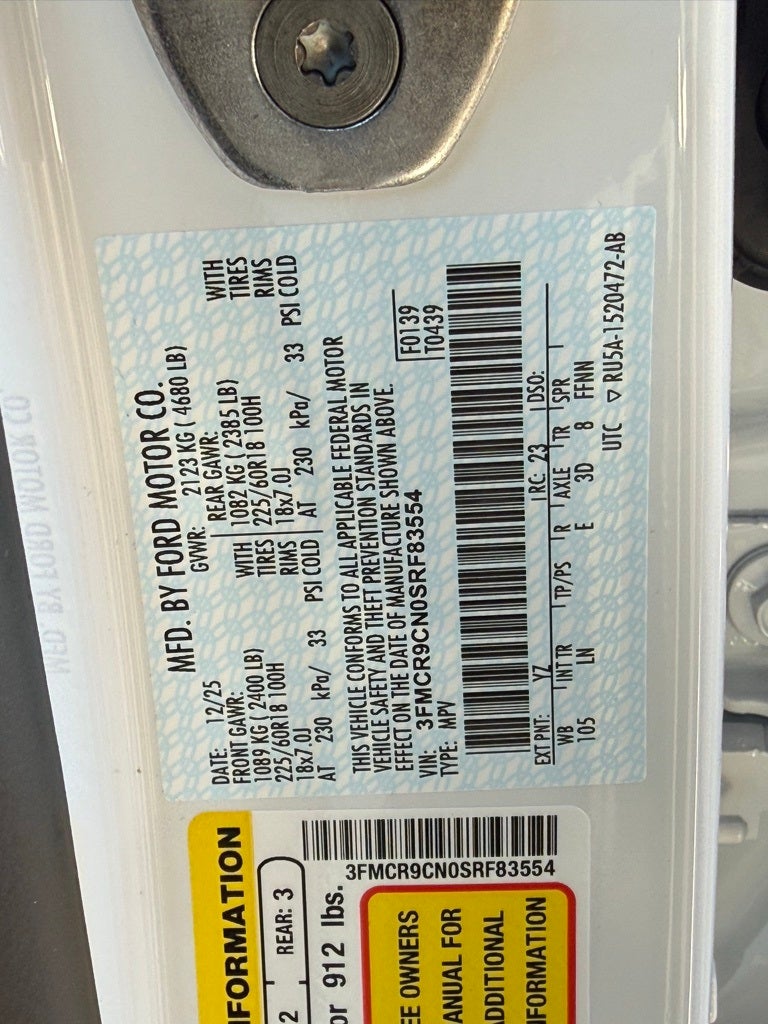 MFD. BY FORD MOTOR CO.
DATE: 12/25 GVWR: 2123 KG ( 4680 LB)
FRONT GAWR: REAR GAWR:
1089 KG ( 2400 LB) WITH 1082 KG ( 2385 LB) WITH
225/60R18 100H TIRES 225/60R18 100H TIRES
18x7.0J RIMS 18x7.0J RIMS
AT 230 kPa/ 33 PSI COLD AT 230 kPa/ 33 PSI COLD
THIS VEHICLE CONFORMS TO ALL APPLICABLE FEDERAL MOTOR
VEHICLE SAFETY AND THEFT PREVENTION STANDARDS IN
EFFECT ON THE DATE OF MANUFACTURE SHOWN ABOVE.
VIN: 3FMCR9CN0SRF83554 F0139
TYPE: MPV T0439
EXT PNT: YZ RC: 23 DSO:
WB INT TR TP/PS R AXLE TR SPR
105 LN E 3D 8 FFNN
UTC ▽ RU5A-1520472-AB
FORMATION
2 REAR: 3
or 912 lbs.
3FMCR9CN0SRF83554
EE OWNERS
ANUAL FOR
ADDITIONAL
FORMATION